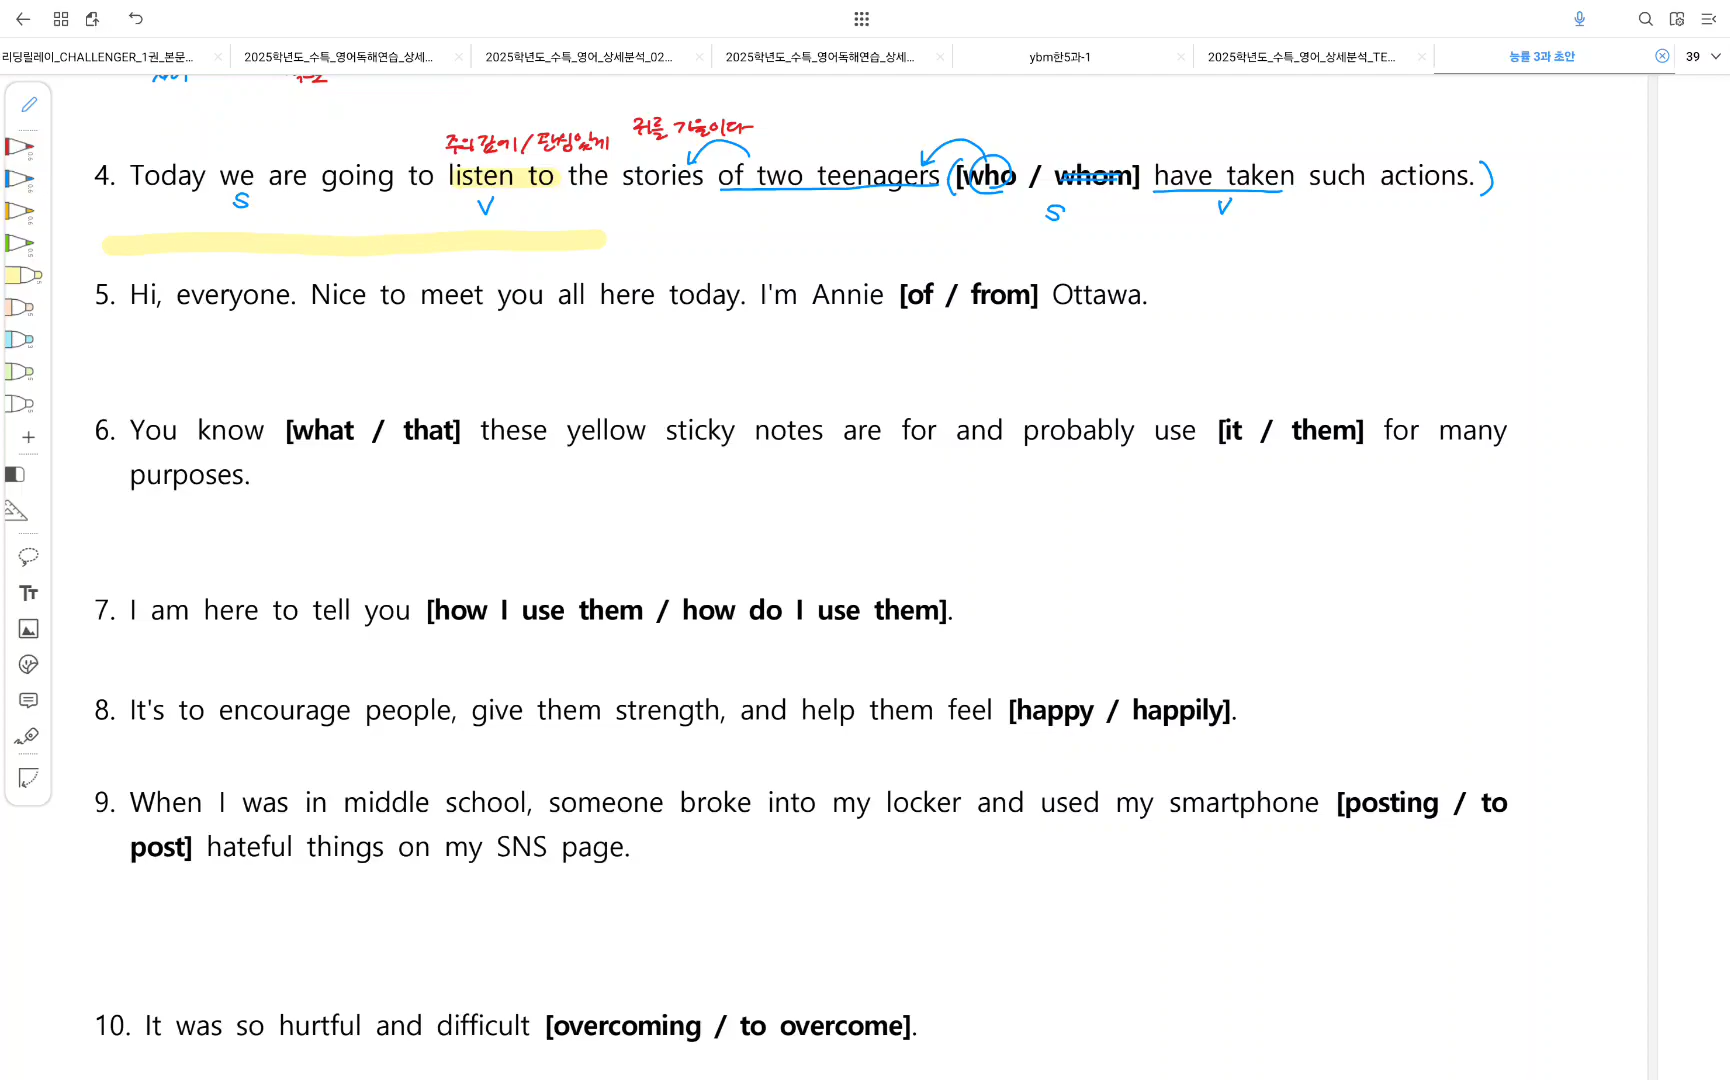 리딩릴레이_CHALLENGER_1권_본문... 2025학년도_수특_영어독해연습_상세... 2025학년도_수특_영어_상세분석_02... 2025학년도_수특_영어독해연습_상세... ybm한5과-1 2025학년도_수특_영어_상세분석_TE... 능률 3과 초안 39
주의깊게/관심있게 귀를 기울이다
4. Today we are going to listen to the stories of two teenagers ([who / whom] have taken such actions.)
S V S V
5. Hi, everyone. Nice to meet you all here today. I'm Annie [of / from] Ottawa.
6. You know [what / that] these yellow sticky notes are for and probably use [it / them] for many
purposes.
7. I am here to tell you [how I use them / how do I use them].
8. It's to encourage people, give them strength, and help them feel [happy / happily].
9. When I was in middle school, someone broke into my locker and used my smartphone [posting / to
post] hateful things on my SNS page.
10. It was so hurtful and difficult [overcoming / to overcome].